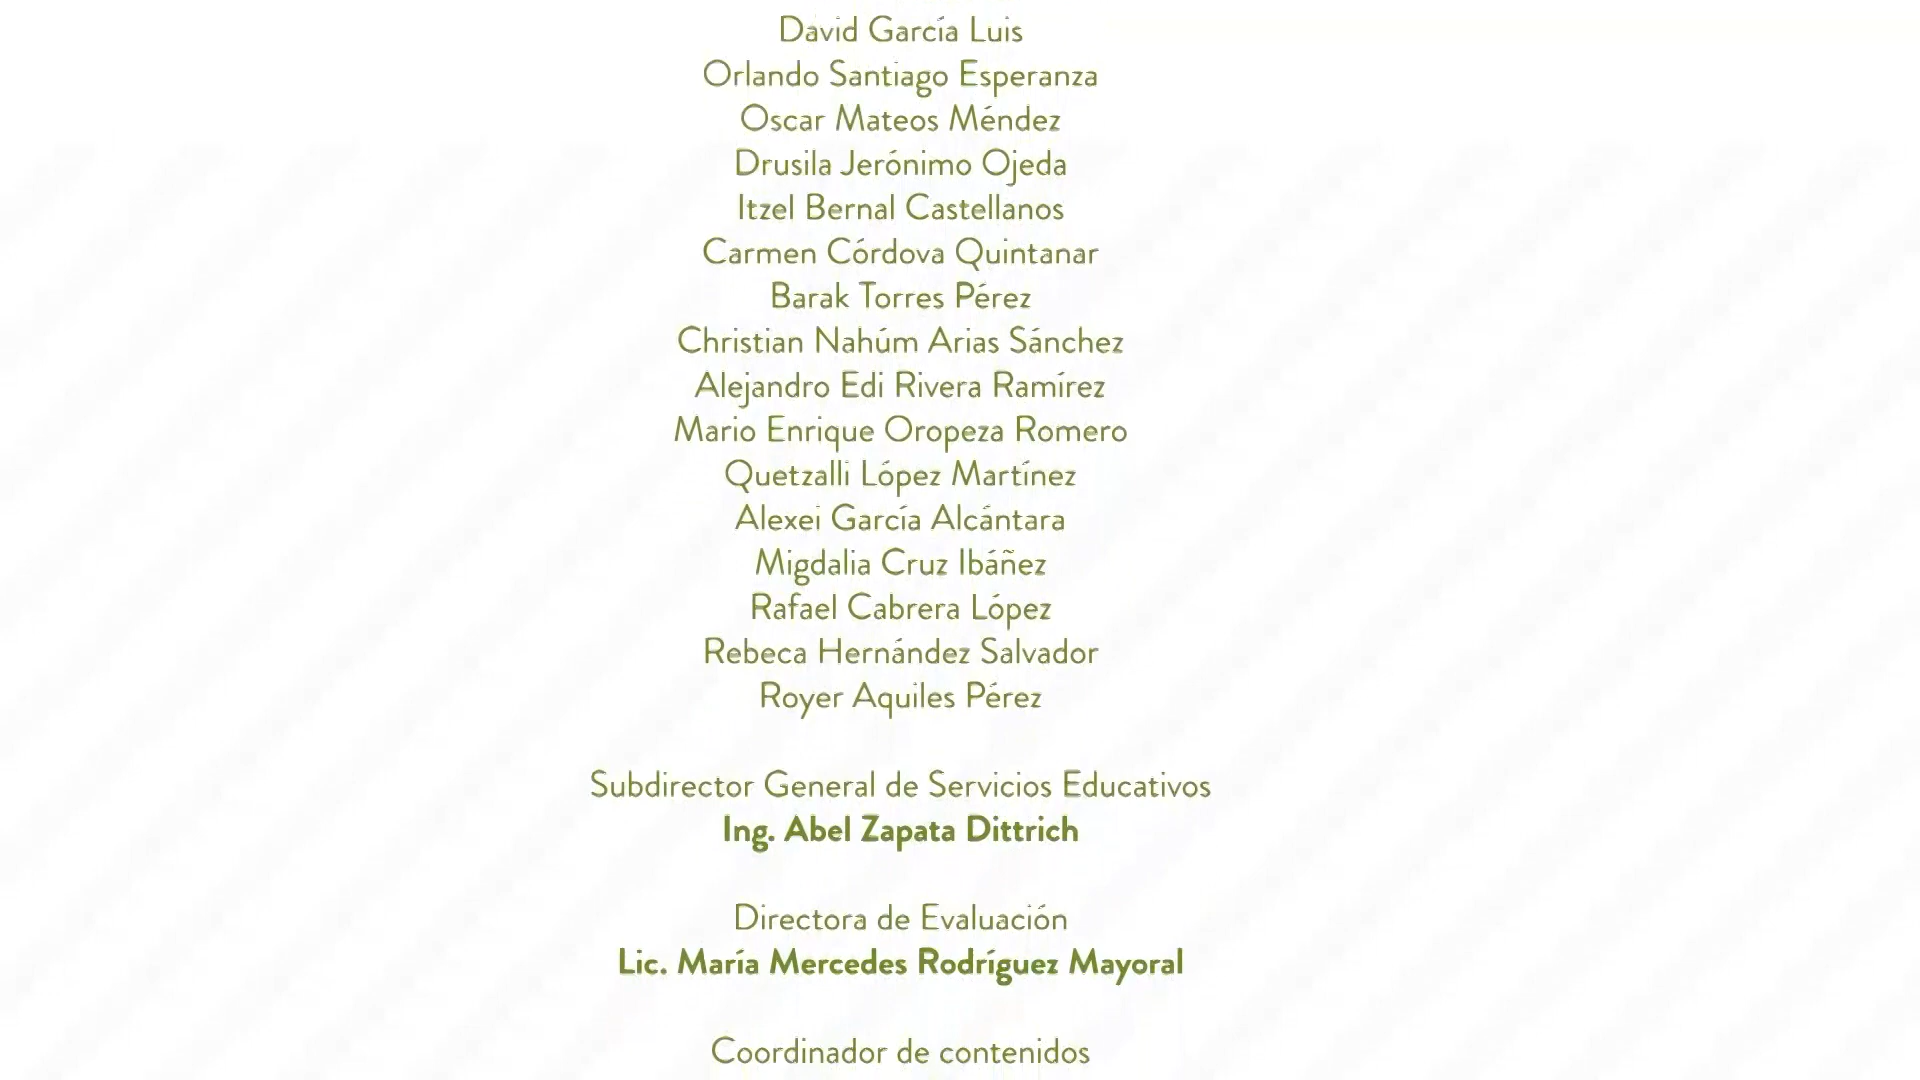 David García Luis
Orlando Santiago Esperanza
Oscar Mateos Méndez
Drusila Jerónimo Ojeda
Itzel Bernal Castellanos
Carmen Córdova Quintanar
Barak Torres Pérez
Christian Nahúm Arias Sánchez
Alejandro Edi Rivera Ramírez
Mario Enrique Oropeza Romero
Quetzalli López Martínez
Alexei García Alcántara
Migdalia Cruz Ibáñez
Rafael Cabrera López
Rebeca Hernández Salvador
Royer Aquiles Pérez
Subdirector General de Servicios Educativos
Ing. Abel Zapata Dittrich
Directora de Evaluación
Lic. María Mercedes Rodríguez Mayoral
Coordinador de contenidos